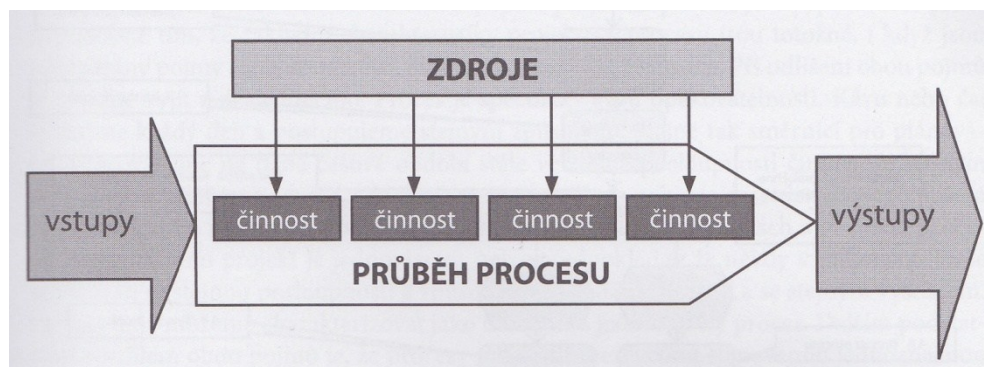 ZDROJE
vstupy
činnost
činnost
činnost
činnost
výstupy
PRŮBĚH PROCESU